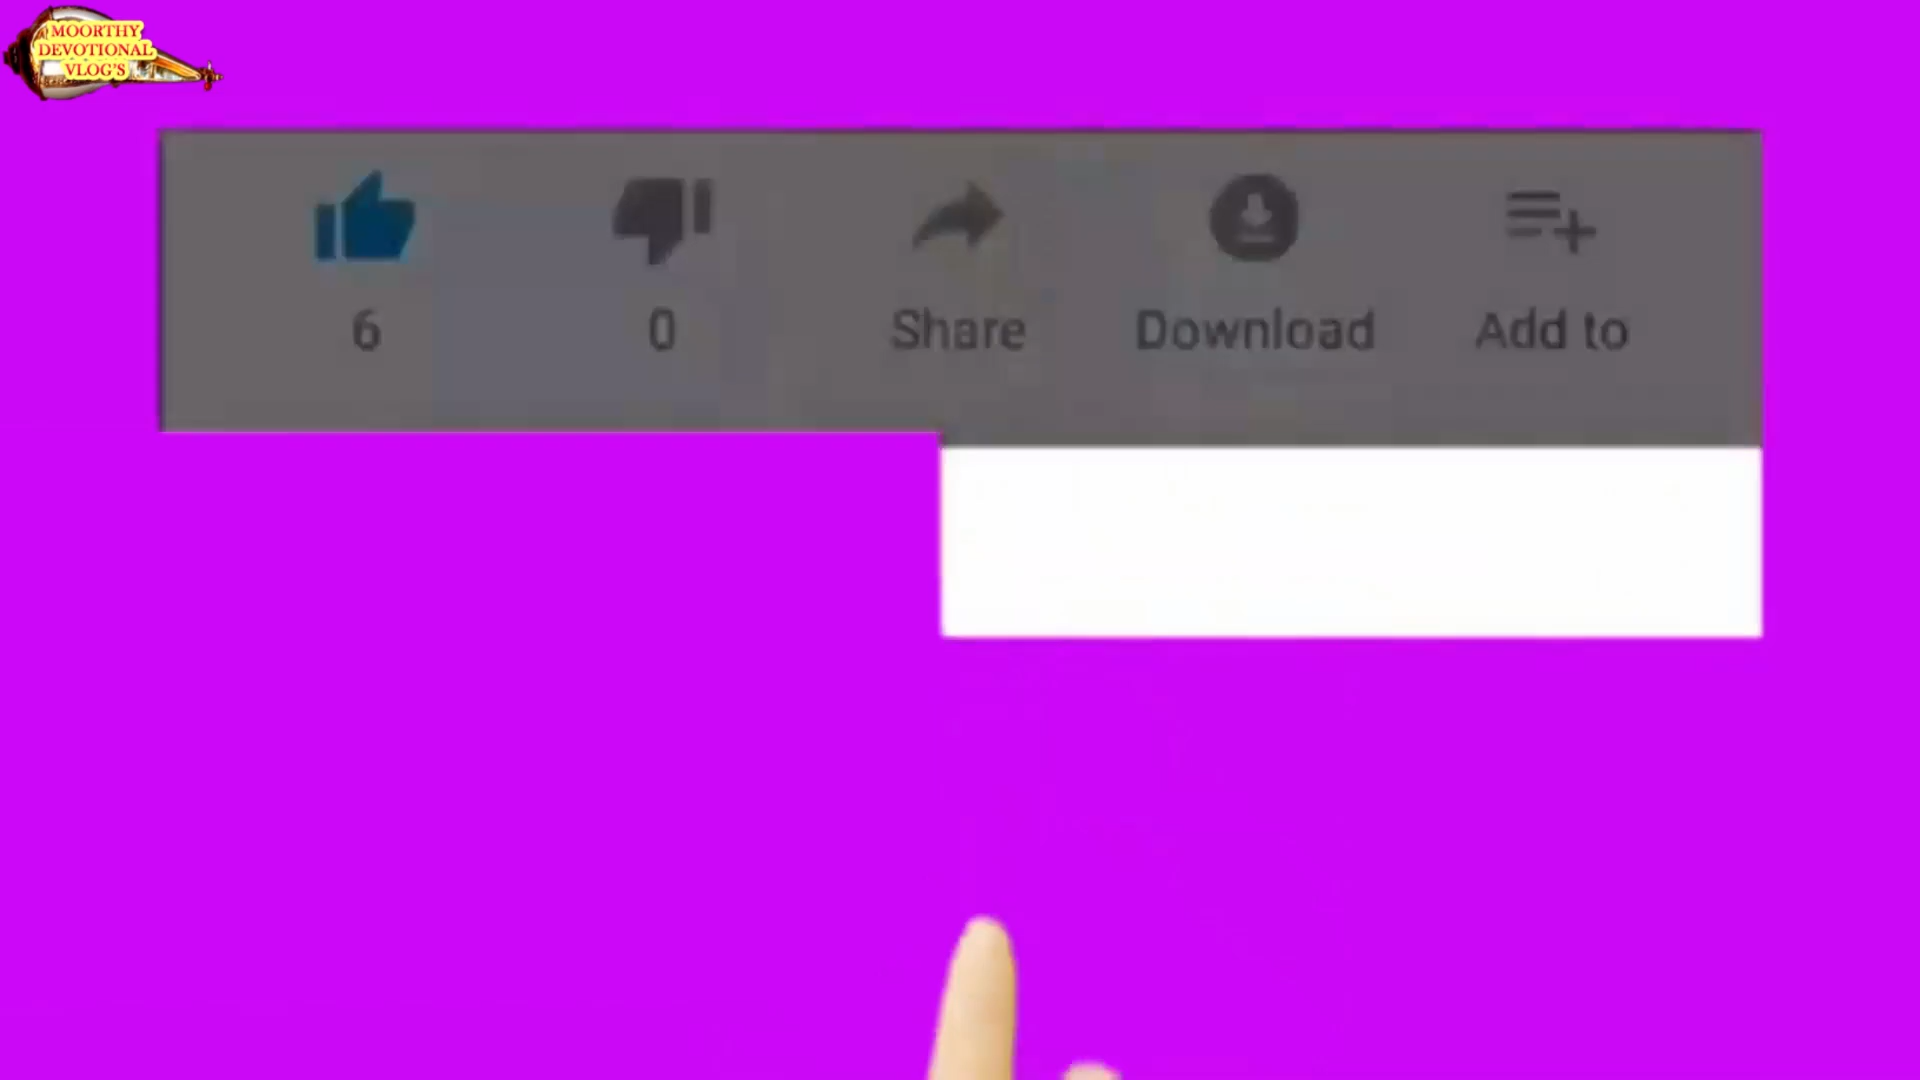 MOORTHY
DEVOTIONAL
VLOG'S
6
0
Share
Download
Add to